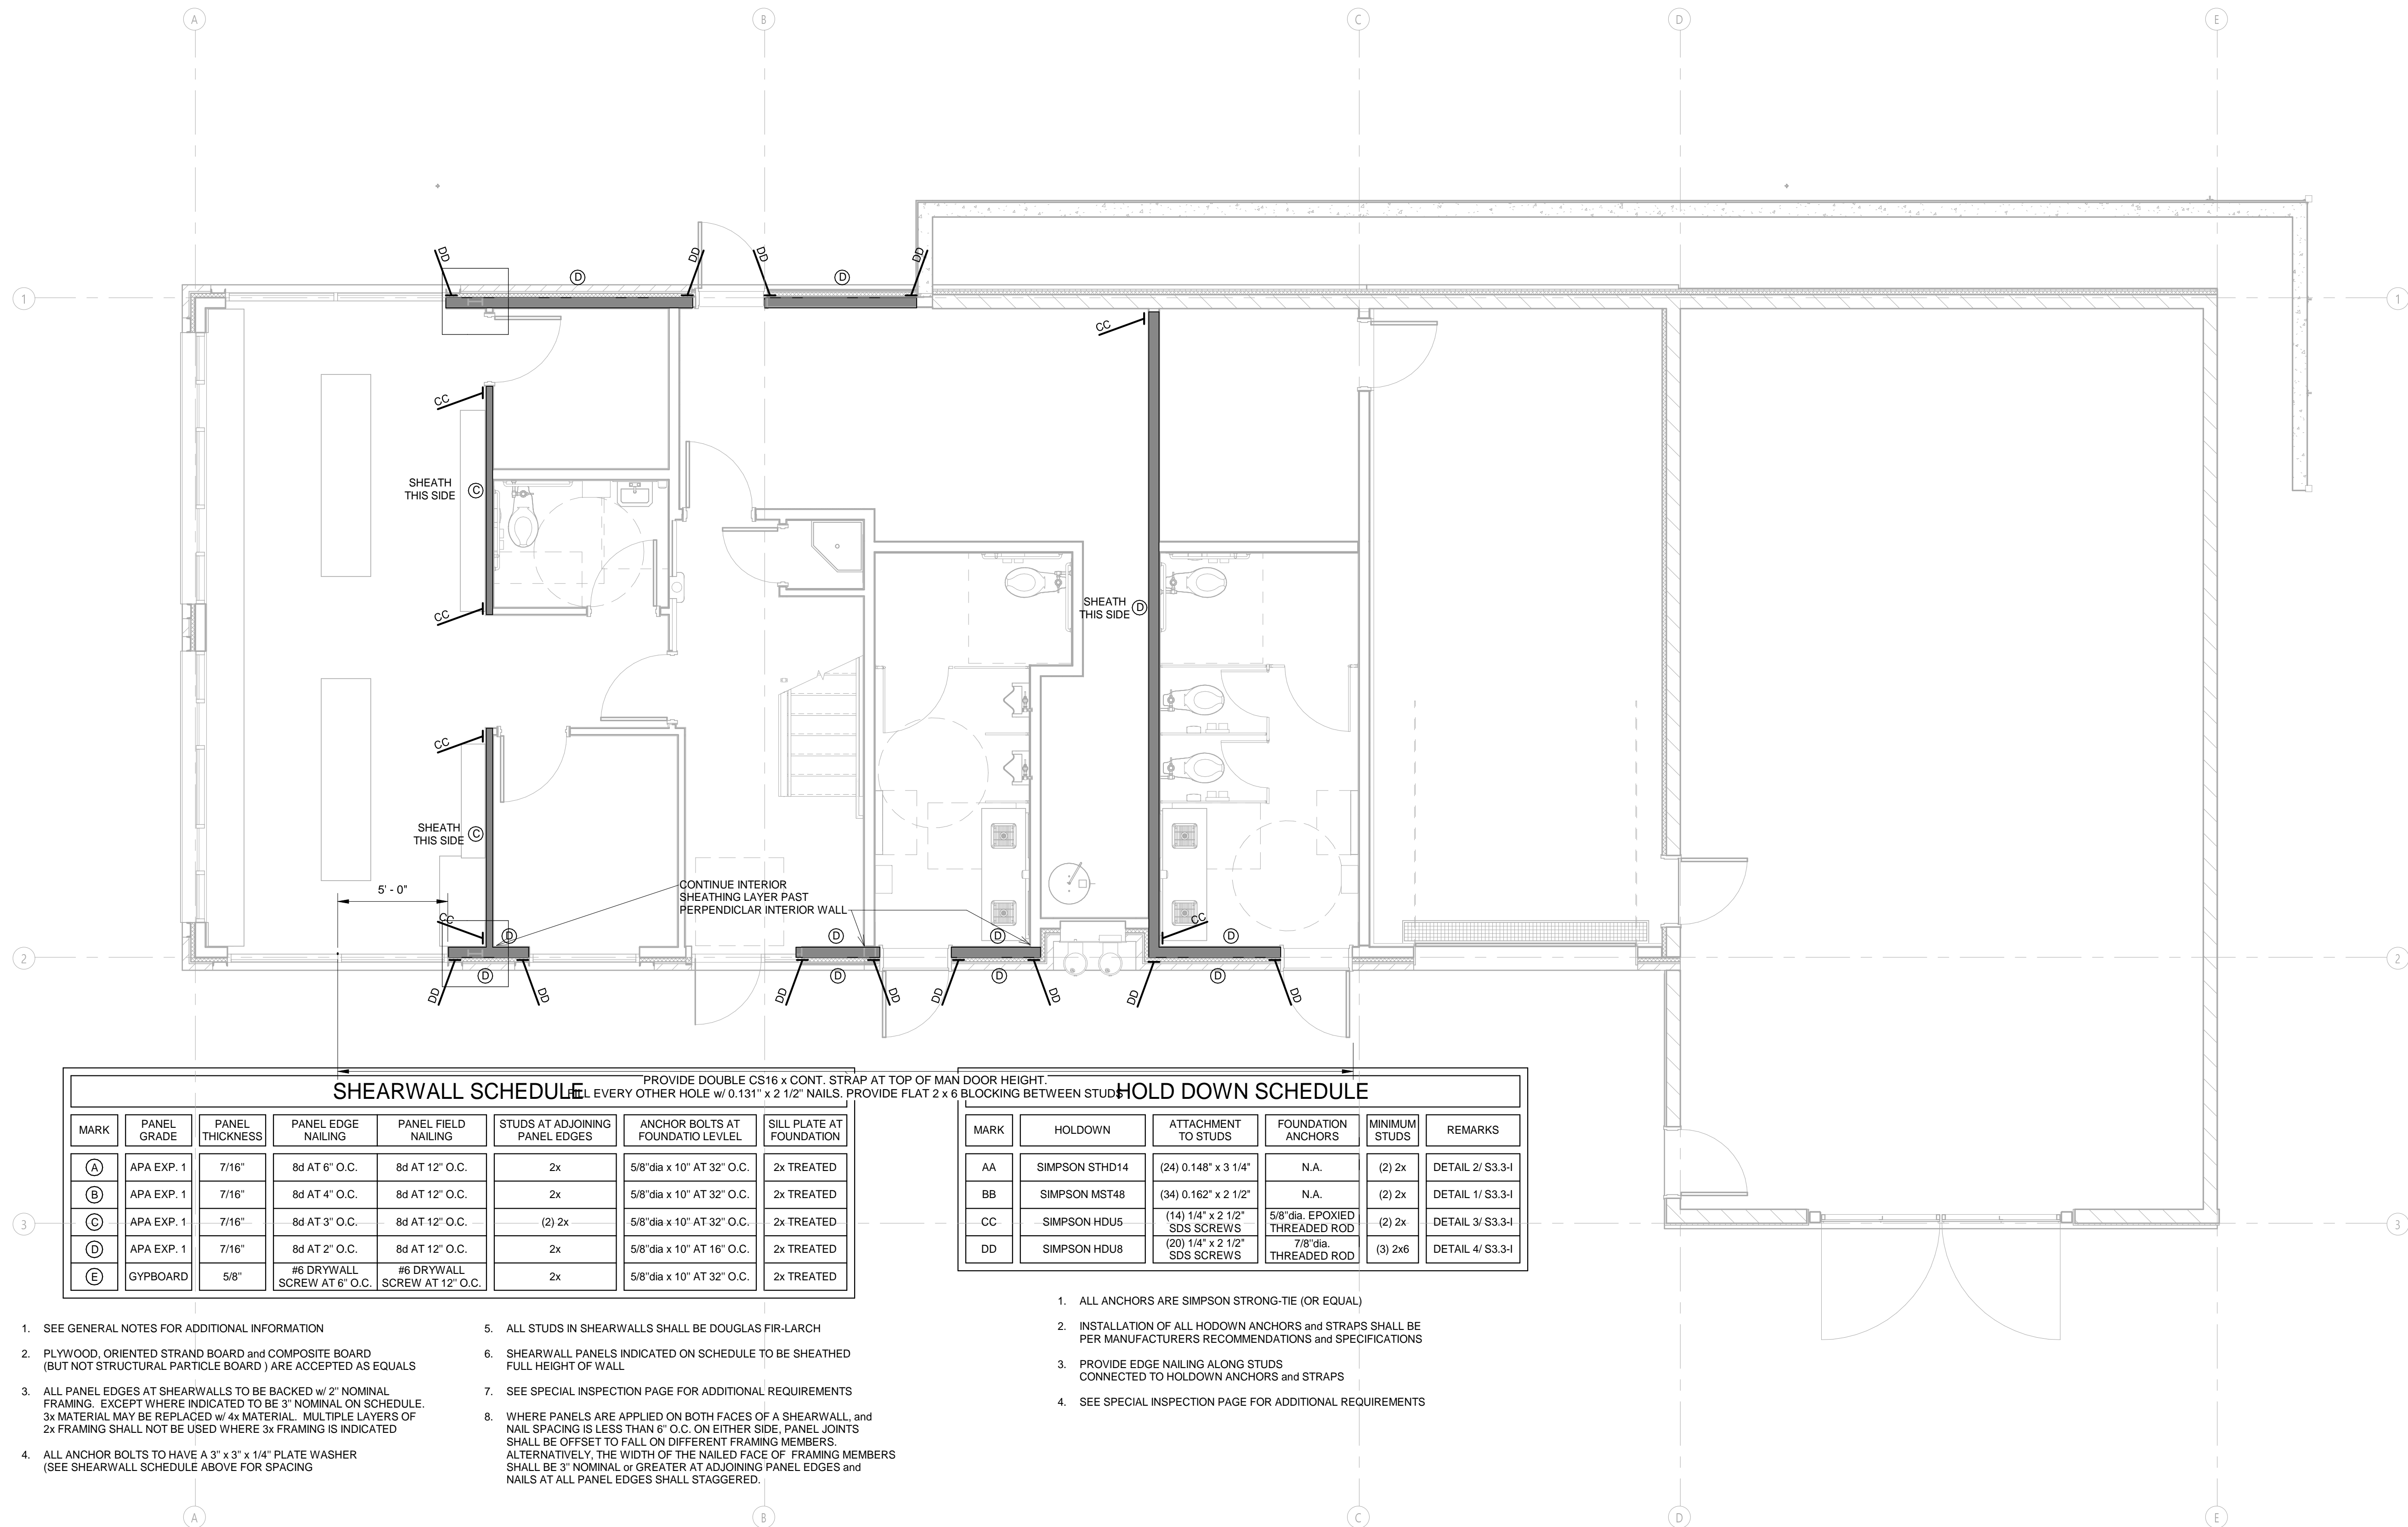 A
B
C
D
E
DD
DD
DD
DD
D
D
1
1
CC
CC
SHEATH
THIS SIDE
C
CC
SHEATH
THIS SIDE
D
CC
SHEATH
THIS SIDE
C
5' - 0"
CONTINUE INTERIOR
SHEATHING LAYER PAST
PERPENDICLAR INTERIOR WALL
CC
CC
D
D
D
D
2
2
D
D
D
D
DD
DD
DD
DD
DD
DD
DD
DD
PROVIDE DOUBLE CS16 x CONT. STRAP AT TOP OF MAN DOOR HEIGHT.
FILL EVERY OTHER HOLE w/ 0.131" x 2 1/2" NAILS. PROVIDE FLAT 2 x 6 BLOCKING BETWEEN STUDS
SHEARWALL SCHEDULE
MARK
PANEL
GRADE
PANEL
THICKNESS
PANEL EDGE
NAILING
PANEL FIELD
NAILING
STUDS AT ADJOINING
PANEL EDGES
ANCHOR BOLTS AT
FOUNDATIO LEVLEL
SILL PLATE AT
FOUNDATION
A APA EXP. 1 7/16" 8d AT 6" O.C. 8d AT 12" O.C. 2x 5/8"dia x 10" AT 32" O.C. 2x TREATED
B APA EXP. 1 7/16" 8d AT 4" O.C. 8d AT 12" O.C. 2x 5/8"dia x 10" AT 32" O.C. 2x TREATED
C APA EXP. 1 7/16" 8d AT 3" O.C. 8d AT 12" O.C. (2) 2x 5/8"dia x 10" AT 32" O.C. 2x TREATED
D APA EXP. 1 7/16" 8d AT 2" O.C. 8d AT 12" O.C. 2x 5/8"dia x 10" AT 16" O.C. 2x TREATED
E GYPBOARD 5/8"
#6 DRYWALL
SCREW AT 6" O.C.
#6 DRYWALL
SCREW AT 12" O.C.
2x 5/8"dia x 10" AT 32" O.C. 2x TREATED
HOLD DOWN SCHEDULE
MARK
HOLDOWN
ATTACHMENT
TO STUDS
FOUNDATION
ANCHORS
MINIMUM
STUDS
REMARKS
AA SIMPSON STHD14 (24) 0.148" x 3 1/4" N.A. (2) 2x DETAIL 2/ S3.3-I
BB SIMPSON MST48 (34) 0.162" x 2 1/2" N.A. (2) 2x DETAIL 1/ S3.3-I
CC SIMPSON HDU5
(14) 1/4" x 2 1/2"
SDS SCREWS
5/8"dia. EPOXIED
THREADED ROD
(2) 2x DETAIL 3/ S3.3-I
DD SIMPSON HDU8
(20) 1/4" x 2 1/2"
SDS SCREWS
7/8"dia.
THREADED ROD
(3) 2x6 DETAIL 4/ S3.3-I
3
3
1. SEE GENERAL NOTES FOR ADDITIONAL INFORMATION
2. PLYWOOD, ORIENTED STRAND BOARD and COMPOSITE BOARD
(BUT NOT STRUCTURAL PARTICLE BOARD ) ARE ACCEPTED AS EQUALS
3. ALL PANEL EDGES AT SHEARWALLS TO BE BACKED w/ 2" NOMINAL
FRAMING. EXCEPT WHERE INDICATED TO BE 3" NOMINAL ON SCHEDULE.
3x MATERIAL MAY BE REPLACED w/ 4x MATERIAL. MULTIPLE LAYERS OF
2x FRAMING SHALL NOT BE USED WHERE 3x FRAMING IS INDICATED
4. ALL ANCHOR BOLTS TO HAVE A 3" x 3" x 1/4" PLATE WASHER
(SEE SHEARWALL SCHEDULE ABOVE FOR SPACING
5. ALL STUDS IN SHEARWALLS SHALL BE DOUGLAS FIR-LARCH
6. SHEARWALL PANELS INDICATED ON SCHEDULE TO BE SHEATHED
FULL HEIGHT OF WALL
7. SEE SPECIAL INSPECTION PAGE FOR ADDITIONAL REQUIREMENTS
8. WHERE PANELS ARE APPLIED ON BOTH FACES OF A SHEARWALL, and
NAIL SPACING IS LESS THAN 6" O.C. ON EITHER SIDE, PANEL JOINTS
SHALL BE OFFSET TO FALL ON DIFFERENT FRAMING MEMBERS.
ALTERNATIVELY, THE WIDTH OF THE NAILED FACE OF FRAMING MEMBERS
SHALL BE 3" NOMINAL or GREATER AT ADJOINING PANEL EDGES and
NAILS AT ALL PANEL EDGES SHALL STAGGERED.
1. ALL ANCHORS ARE SIMPSON STRONG-TIE (OR EQUAL)
2. INSTALLATION OF ALL HODOWN ANCHORS and STRAPS SHALL BE
PER MANUFACTURERS RECOMMENDATIONS and SPECIFICATIONS
3. PROVIDE EDGE NAILING ALONG STUDS
CONNECTED TO HOLDOWN ANCHORS and STRAPS
4. SEE SPECIAL INSPECTION PAGE FOR ADDITIONAL REQUIREMENTS
A
B
C
D
E